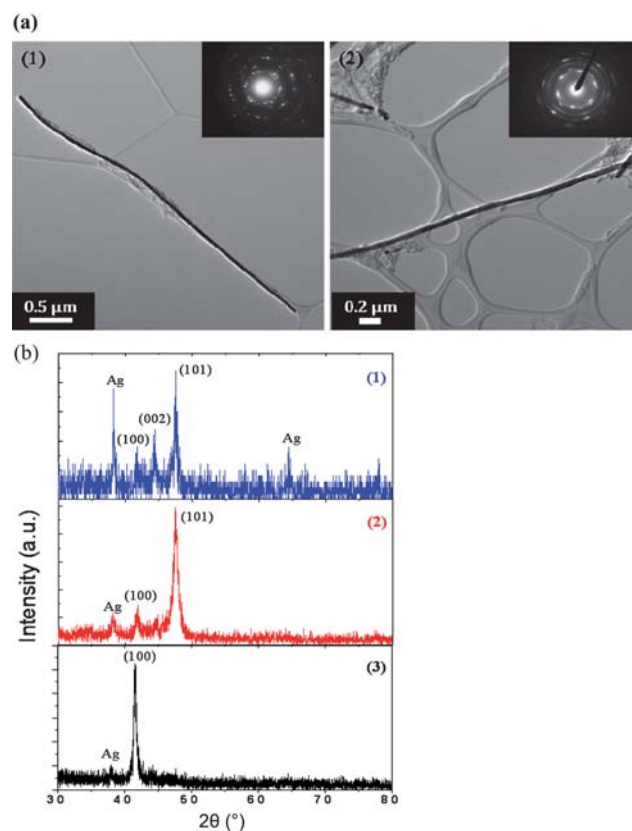 (a)
(1)
0.5 μm
(2)
0.2 μm
(b)
Intensity (a.u.)
(1)
Ag
(100)
(002)
(101)
Ag
(2)
Ag
(100)
(101)
(3)
Ag
(100)
30 40 50 60 70 80
2θ (°)